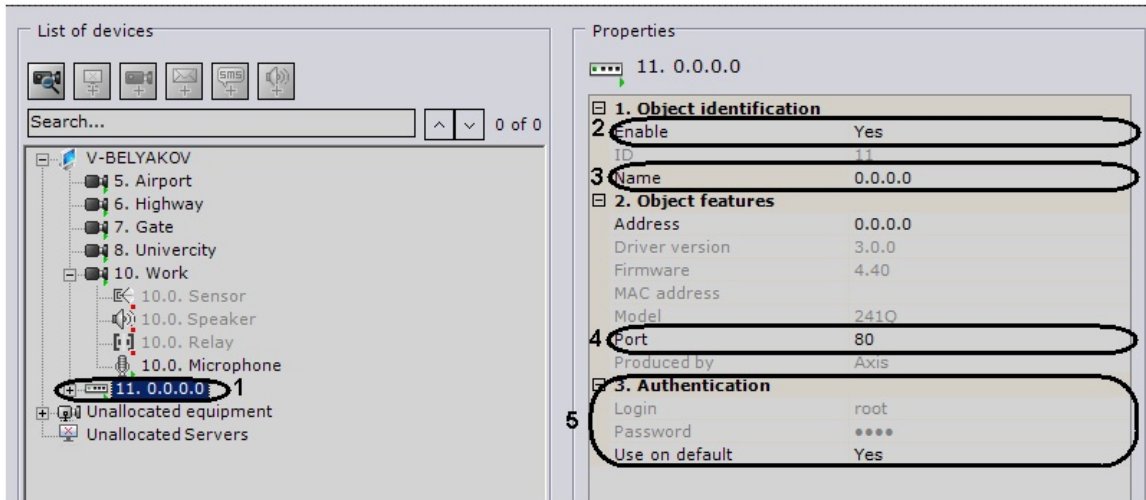 List of devices
sms
Search...
0 of 0
V-BELYAKOV
5. Airport
6. Highway
7. Gate
8. Univercity
10. Work
10.0. Sensor
10.0. Speaker
10.0. Relay
10.0. Microphone
11. 0.0.0.0 1
Unallocated equipment
Unallocated Servers
Properties
11. 0.0.0.0
1. Object identification
2 Enable Yes
ID 11
3 Name 0.0.0.0
2. Object features
Address 0.0.0.0
Driver version 3.0.0
Firmware 4.40
MAC address
Model 241Q
4 Port 80
Produced by Axis
3. Authentication
5
Login root
Password ●●●●
Use on default Yes